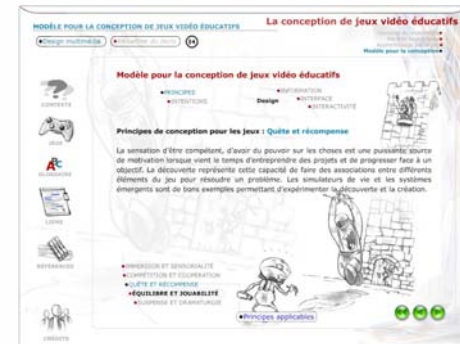 La conception de jeux vidéo éducatifs
MODÈLE POUR LA CONCEPTION DE JEUX VIDÉO ÉDUCATIFS
Design multimédia
Modèle pour la conception
Modèle pour la conception de jeux vidéo éducatifs
PRINCIPES
INTENTIONS
Design
INFORMATION
INTERFACE
INTERACTIVITÉ
Principes de conception pour les jeux : Quête et récompense
La sensation d'être compétent, d'avoir du pouvoir sur les choses est une puissante source
de motivation lorsque vient le temps d'entreprendre des projets et de progresser face à un
objectif. La découverte représente cette capacité de faire des associations entre différents
éléments du jeu pour résoudre un problème. Les simulateurs de vie et les systèmes
émergents sont de bons exemples permettant d'expérimenter la découverte et la création.
CONTEXTE
JEUX
ABC
GLOSSAIRE
LIENS
RÉFÉRENCES
CRÉDITS
IMMERSION ET SENSORIALITÉ
COMPÉTITION ET COOPÉRATION
QUÊTE ET RÉCOMPENSE
ÉQUILIBRE ET JOUABILITÉ
SUSPENSE ET DRAMATURGIE
Principes applicables